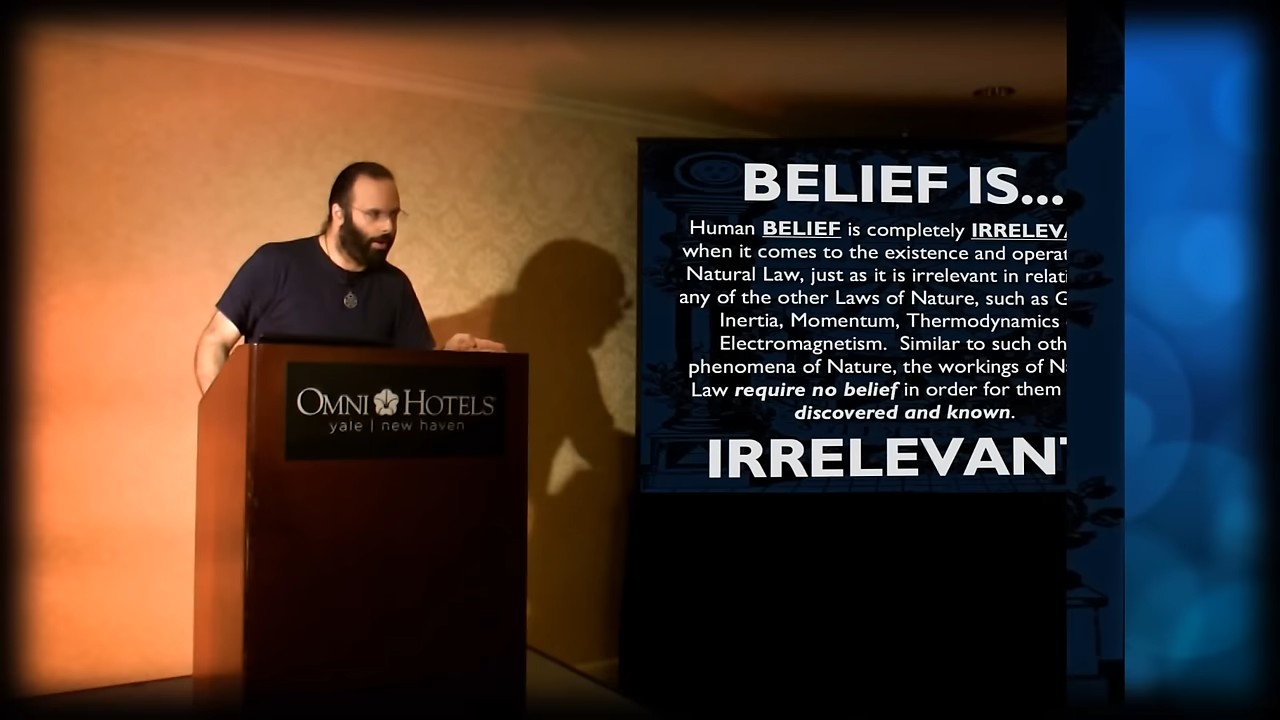 BELIEF IS...
Human BELIEF is completely
when it comes to the existence and
Natural Law, just as it is irrelevant in
any of the other Laws of Nature, such as
Inertia, Momentum, Thermodynamics
Electromagnetism. Similar to such
phenomena of Nature, the workings of
Law require no belief in order for them
discovered and known.
IRRELEVANT
OMNI HOTELS
yale | new haven